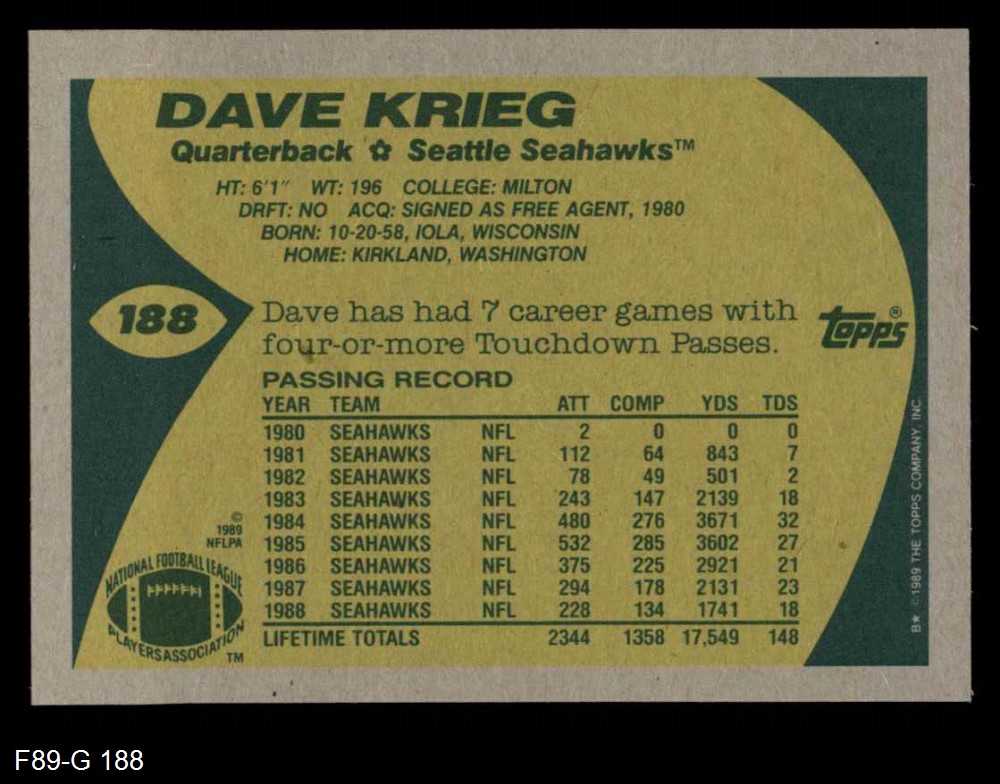 DAVE KRIEG
Quarterback ✿ Seattle Seahawks™
HT: 6'1" WT: 196 COLLEGE: MILTON
DRFT: NO ACQ: SIGNED AS FREE AGENT, 1980
BORN: 10-20-58, IOLA, WISCONSIN
HOME: KIRKLAND, WASHINGTON
188
Dave has had 7 career games with
four-or-more Touchdown Passes.
topps®
PASSING RECORD
YEAR TEAM ATT COMP YDS TDS
1980 SEAHAWKS NFL 2 0 0 0
1981 SEAHAWKS NFL 112 64 843 7
1982 SEAHAWKS NFL 78 49 501 2
1983 SEAHAWKS NFL 243 147 2139 18
1984 SEAHAWKS NFL 480 276 3671 32
1985 SEAHAWKS NFL 532 285 3602 27
1986 SEAHAWKS NFL 375 225 2921 21
1987 SEAHAWKS NFL 294 178 2131 23
1988 SEAHAWKS NFL 228 134 1741 18
LIFETIME TOTALS 2344 1358 17,549 148
©
1989
NFLPA
NATIONAL FOOTBALL LEAGUE
PLAYERS ASSOCIATION
TM
B★ ©1989 THE TOPPS COMPANY, INC.
F89-G 188